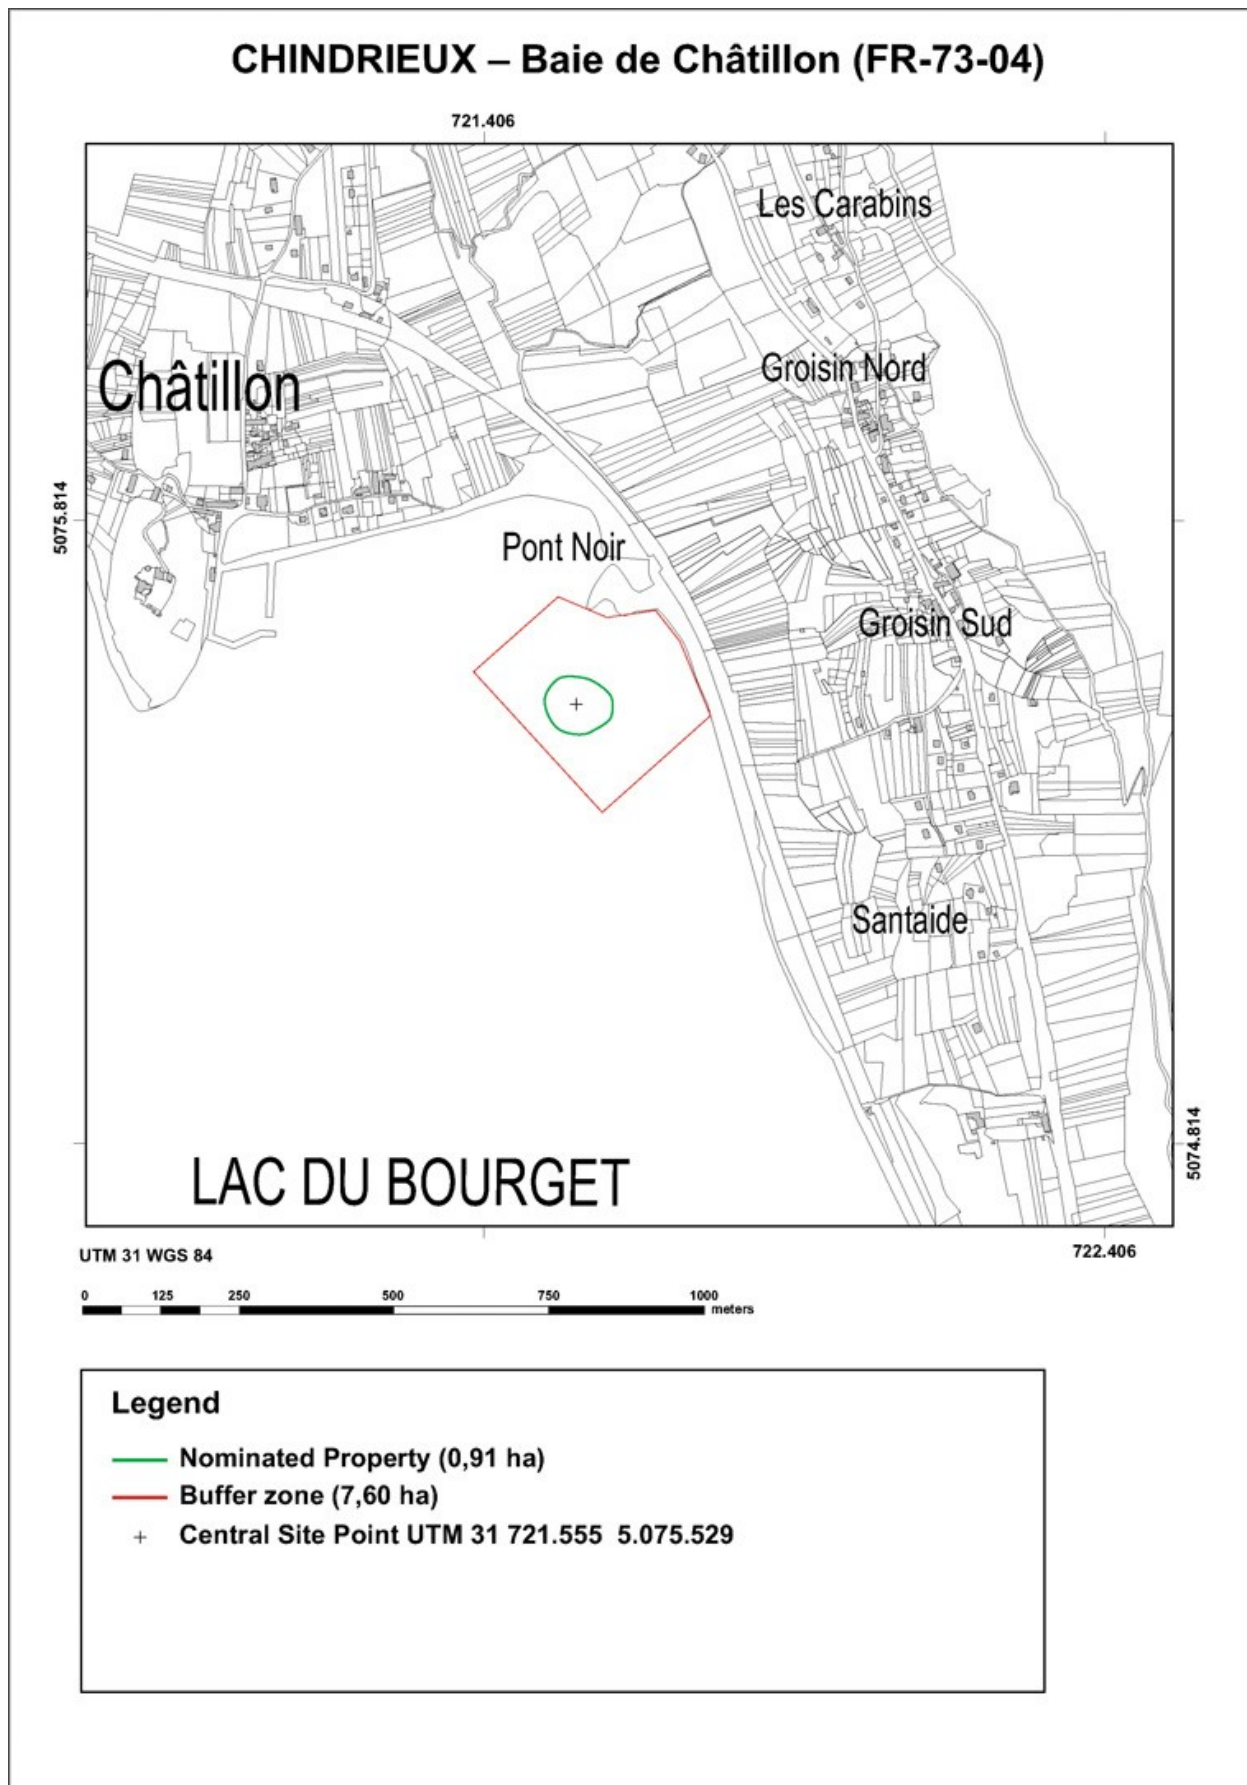 CHINDRIEUX – Baie de Châtillon (FR-73-04)
721.406
Les Carabins
Groisin Nord
Châtillon
5075.814
Pont Noir
Groisin Sud
Santaide
5074.814
LAC DU BOURGET
UTM 31 WGS 84
722.406
0 125 250 500 750 1000 meters
Legend
Nominated Property (0,91 ha)
Buffer zone (7,60 ha)
Central Site Point UTM 31 721.555 5.075.529